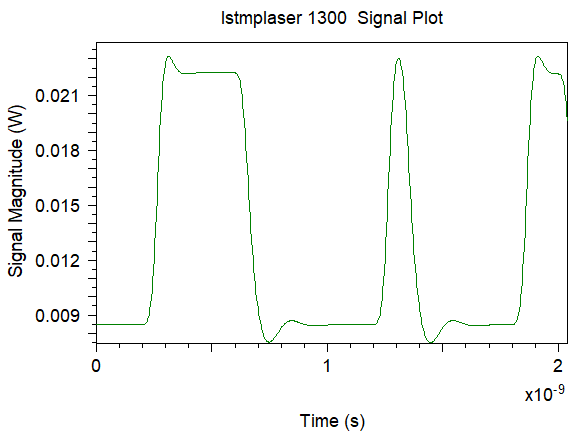 lstmplaser 1300  Signal Plot
0.021
0.018
0.015
0.012
0.009
Signal Magnitude (W)
0
1
2
x10-9
Time (s)